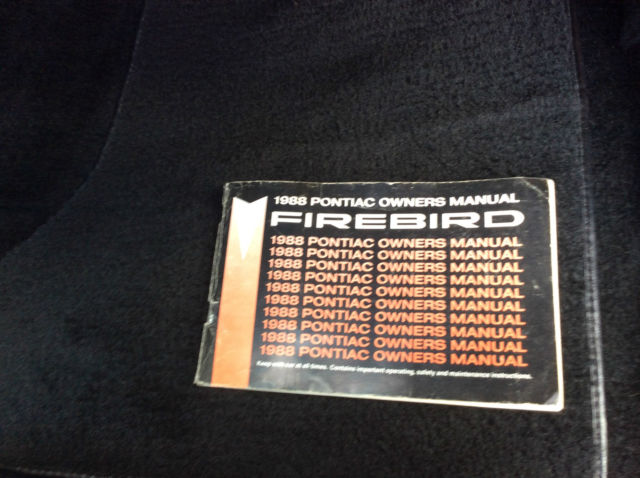 1988 PONTIAC OWNERS MANUAL
FIREBIRD
1988 PONTIAC OWNERS MANUAL
1988 PONTIAC OWNERS MANUAL
1988 PONTIAC OWNERS MANUAL
1988 PONTIAC OWNERS MANUAL
1988 PONTIAC OWNERS MANUAL
1988 PONTIAC OWNERS MANUAL
1988 PONTIAC OWNERS MANUAL
1988 PONTIAC OWNERS MANUAL
1988 PONTIAC OWNERS MANUAL
1988 PONTIAC OWNERS MANUAL
Keep with car at all times. Contains important operating, safety and maintenance instructions.